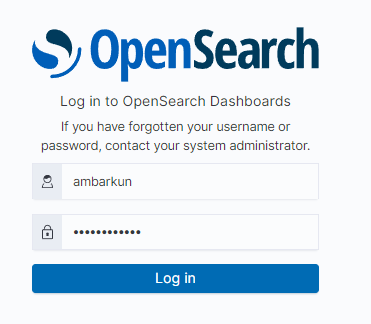 OpenSearch
Log in to OpenSearch Dashboards
If you have forgotten your username or
password, contact your system administrator.
ambarkun
••••••••••••
Log in